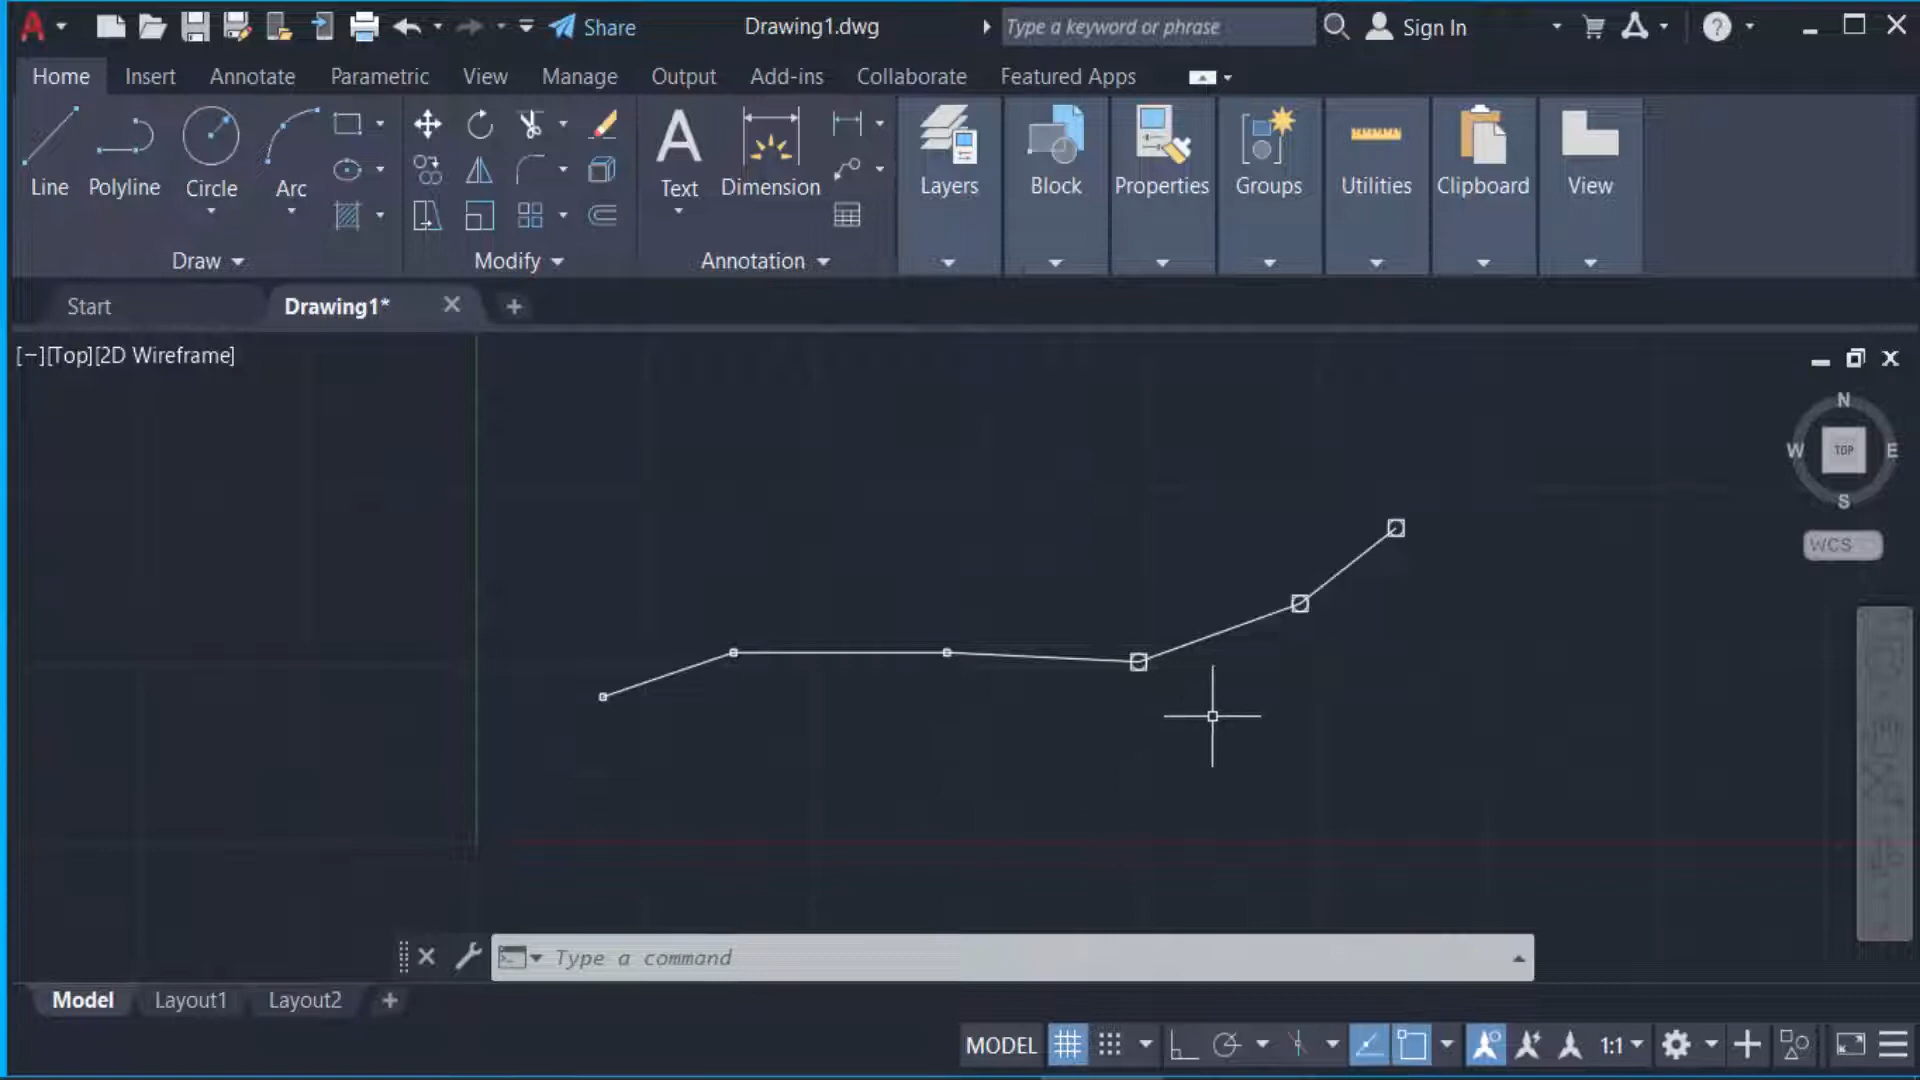 Share
Drawing1.dwg
Type a keyword or phrase
Sign In
Home Insert Annotate Parametric View Manage Output Add-ins Collaborate Featured Apps
Line Polyline Circle Arc
Text Dimension
Layers Block Properties Groups Utilities Clipboard View
Draw Modify Annotation
Start Drawing1*
[−][Top][2D Wireframe]
N
W TOP E
S
WCS
Type a command
Model Layout1 Layout2
MODEL 1:1